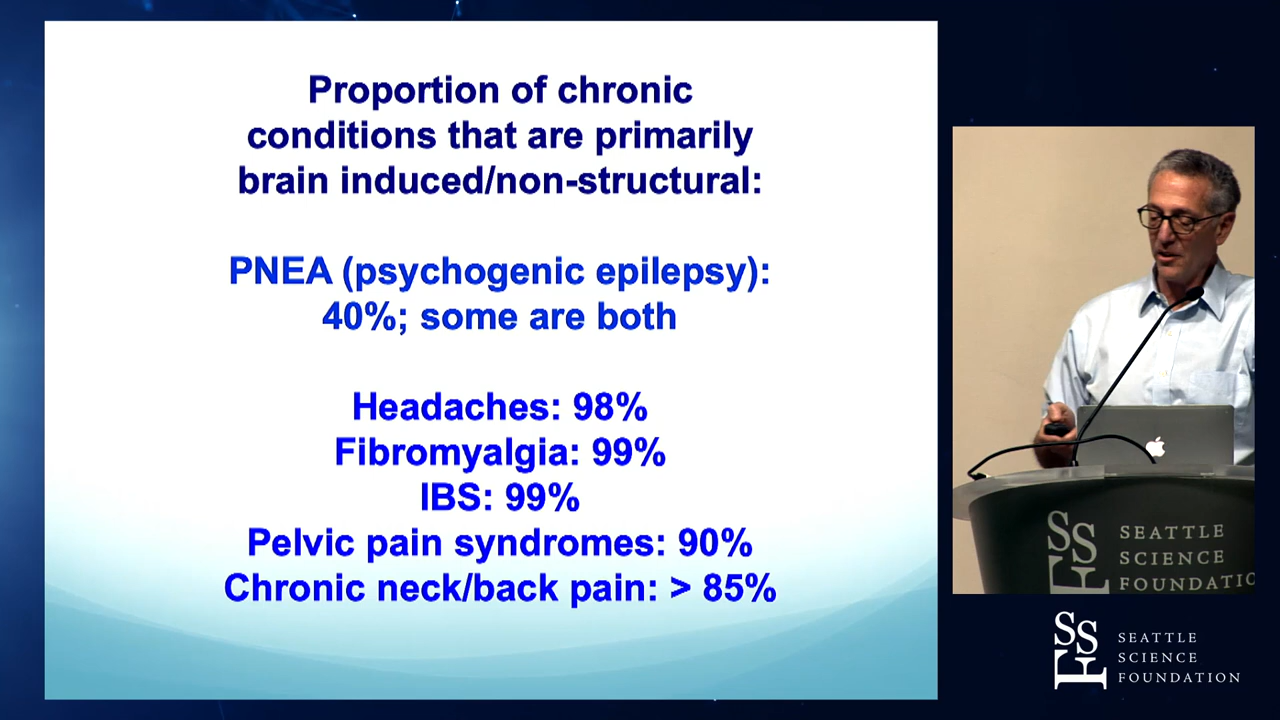 Proportion of chronic
conditions that are primarily
brain induced/non-structural:
PNEA (psychogenic epilepsy):
40%; some are both
Headaches: 98%
Fibromyalgia: 99%
IBS: 99%
Pelvic pain syndromes: 90%
Chronic neck/back pain: > 85%
SSF
SEATTLE
SCIENCE
FOUNDATIO
SSF
SEATTLE
SCIENCE
FOUNDATION